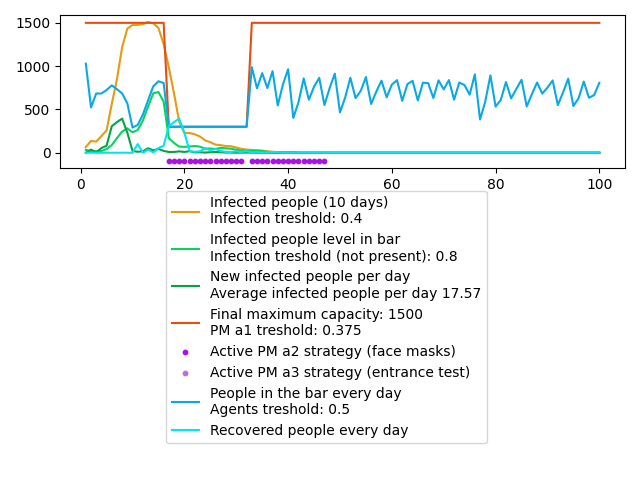 1500
1000
500
0
0 20 40 60 80 100
Infected people (10 days)
Infection treshold: 0.4
Infected people level in bar
Infection treshold (not present): 0.8
New infected people per day
Average infected people per day 17.57
Final maximum capacity: 1500
PM a1 treshold: 0.375
Active PM a2 strategy (face masks)
Active PM a3 strategy (entrance test)
People in the bar every day
Agents treshold: 0.5
Recovered people every day